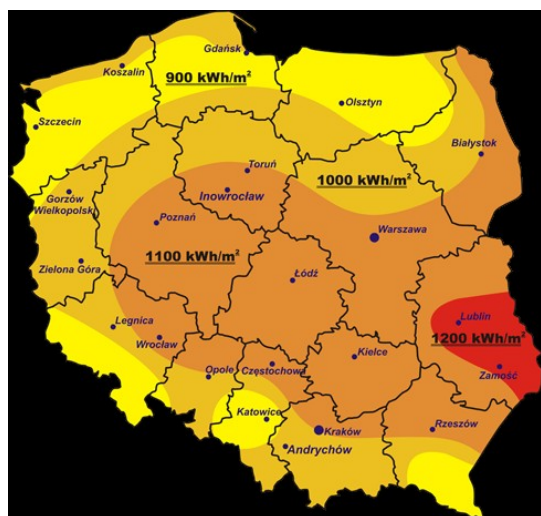 Gdańsk
Koszalin
900 kWh/m²
Olsztyn
Szczecin
Białystok
Toruń
1000 kWh/m²
Gorzów
Wielkopolski
Inowrocław
Poznań
Warszawa
1100 kWh/m²
Zielona Góra
Łódź
Legnica
Lublin
Wrocław
1200 kWh/m²
Kielce
Opole
Częstochowa
Zamość
Katowice
Kraków
Rzeszów
Andrychów